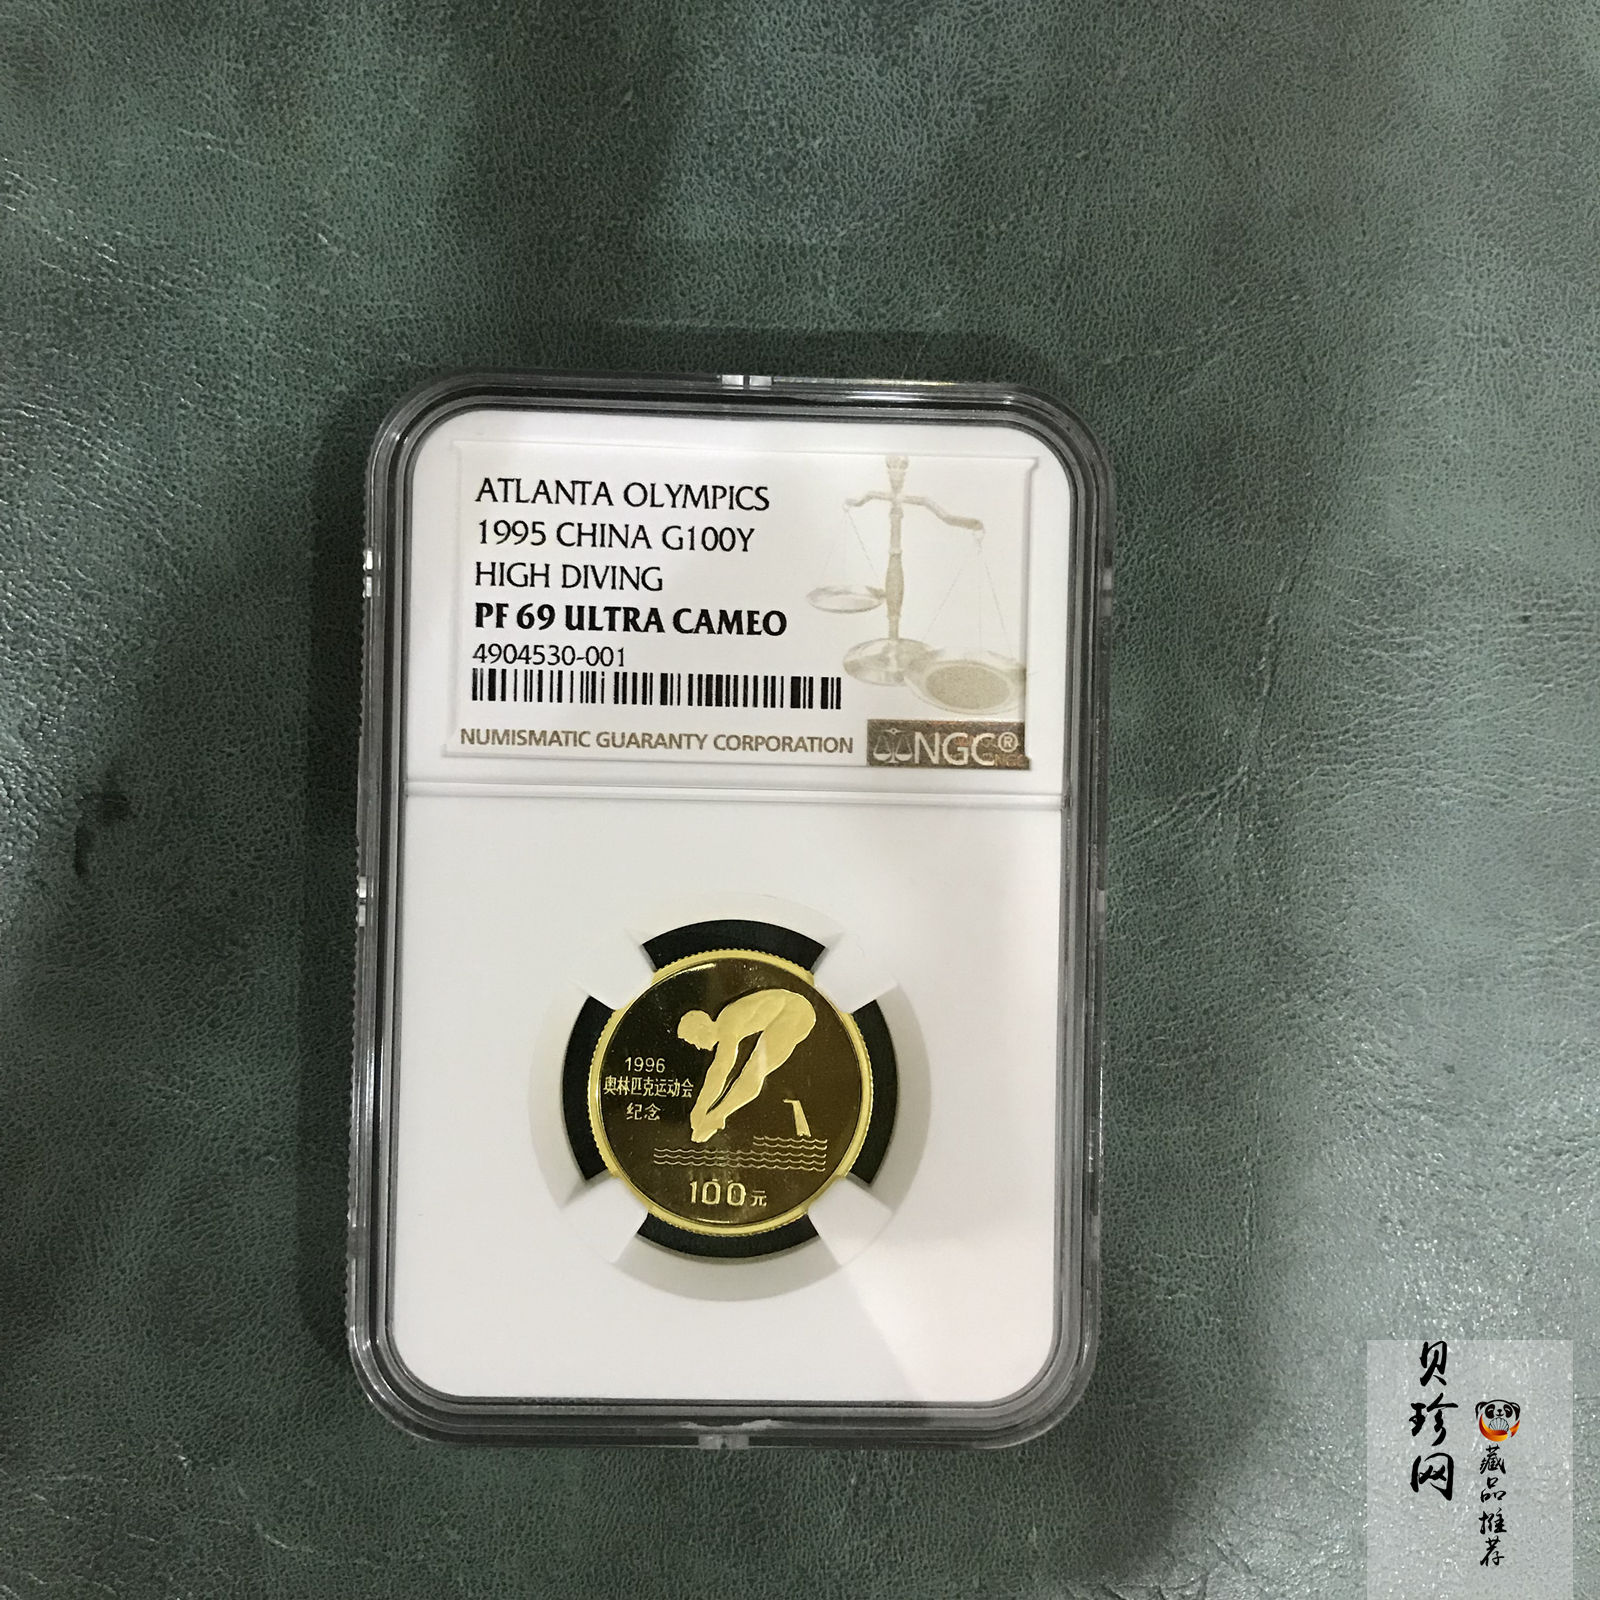 ATLANTA OLYMPICS
1995 CHINA G100Y
HIGH DIVING
PF 69 ULTRA CAMEO
4904530-001
NUMISMATIC GUARANTY CORPORATION
NGC®
1996
奥林匹克运动会
纪念
100元
贝珍网
藏品推荐